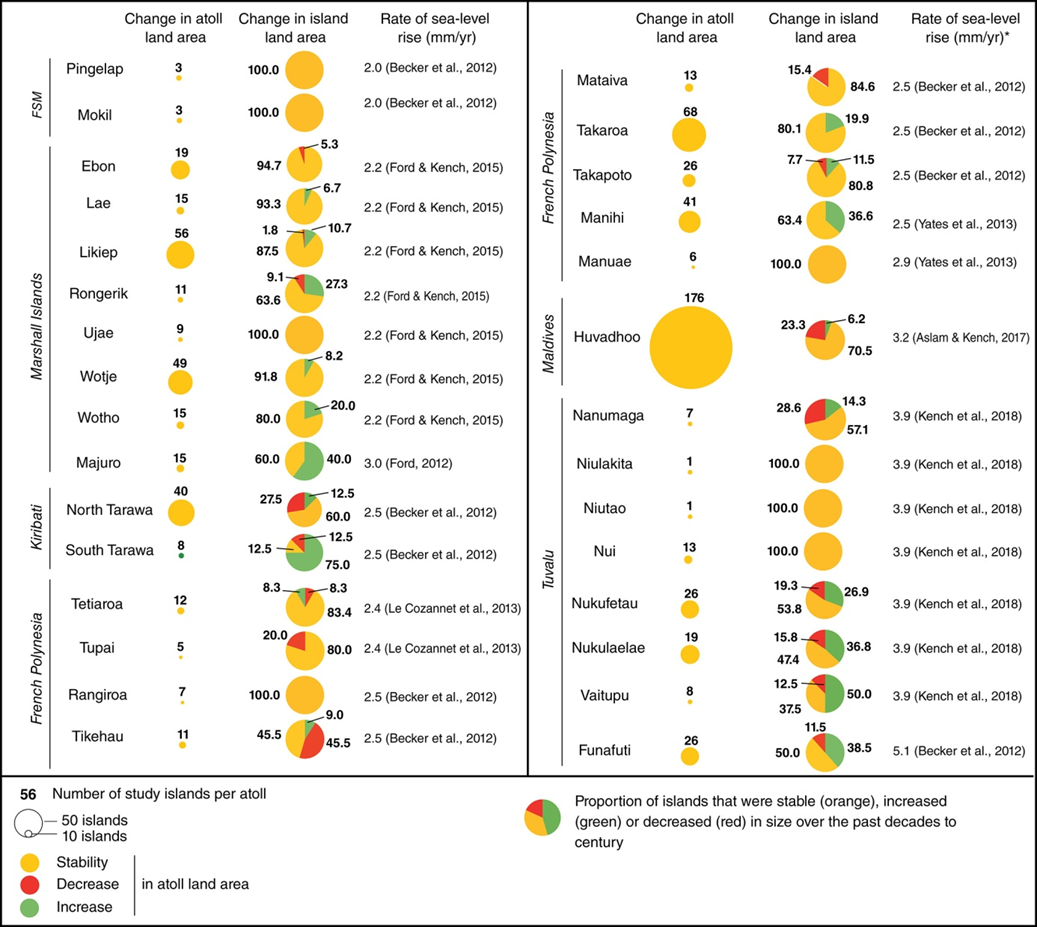 Change in atoll land area
Change in island land area
Rate of sea-level rise (mm/yr)
FSM
Pingelap 3 100.0 2.0 (Becker et al., 2012)
Mokil 3 100.0 2.0 (Becker et al., 2012)
Marshall Islands
Ebon 19 94.7 5.3 2.2 (Ford & Kench, 2015)
Lae 15 93.3 6.7 2.2 (Ford & Kench, 2015)
Likiep 56 1.8 87.5 10.7 2.2 (Ford & Kench, 2015)
Rongerik 11 9.1 63.6 27.3 2.2 (Ford & Kench, 2015)
Ujae 9 100.0 2.2 (Ford & Kench, 2015)
Wotje 49 91.8 8.2 2.2 (Ford & Kench, 2015)
Wotho 15 80.0 20.0 2.2 (Ford & Kench, 2015)
Majuro 15 60.0 40.0 3.0 (Ford, 2012)
Kiribati
North Tarawa 40 27.5 12.5 60.0 2.5 (Becker et al., 2012)
South Tarawa 8 12.5 12.5 75.0 2.5 (Becker et al., 2012)
French Polynesia
Tetiaroa 12 8.3 8.3 83.4 2.4 (Le Cozannet et al., 2013)
Tupai 5 20.0 80.0 2.4 (Le Cozannet et al., 2013)
Rangiroa 7 100.0 2.5 (Becker et al., 2012)
Tikehau 11 45.5 9.0 45.5 2.5 (Becker et al., 2012)
Change in atoll land area
Change in island land area
Rate of sea-level rise (mm/yr)*
French Polynesia
Mataiva 13 15.4 84.6 2.5 (Becker et al., 2012)
Takaroa 68 80.1 19.9 2.5 (Becker et al., 2012)
Takapoto 26 7.7 11.5 80.8 2.5 (Becker et al., 2012)
Manihi 41 63.4 36.6 2.5 (Yates et al., 2013)
Manuae 6 100.0 2.9 (Yates et al., 2013)
Maldives
Huvadhoo 176 23.3 6.2 70.5 3.2 (Aslam & Kench, 2017)
Tuvalu
Nanumaga 7 28.6 14.3 57.1 3.9 (Kench et al., 2018)
Niulakita 1 100.0 3.9 (Kench et al., 2018)
Niutao 1 100.0 3.9 (Kench et al., 2018)
Nui 13 100.0 3.9 (Kench et al., 2018)
Nukufetau 26 19.3 26.9 53.8 3.9 (Kench et al., 2018)
Nukulaelae 19 15.8 36.8 47.4 3.9 (Kench et al., 2018)
Vaitupu 8 12.5 50.0 37.5 3.9 (Kench et al., 2018)
Funafuti 26 11.5 50.0 38.5 5.1 (Becker et al., 2012)
56 Number of study islands per atoll
50 islands
10 islands
Stability
Decrease in atoll land area
Increase
Proportion of islands that were stable (orange), increased
(green) or decreased (red) in size over the past decades to
century